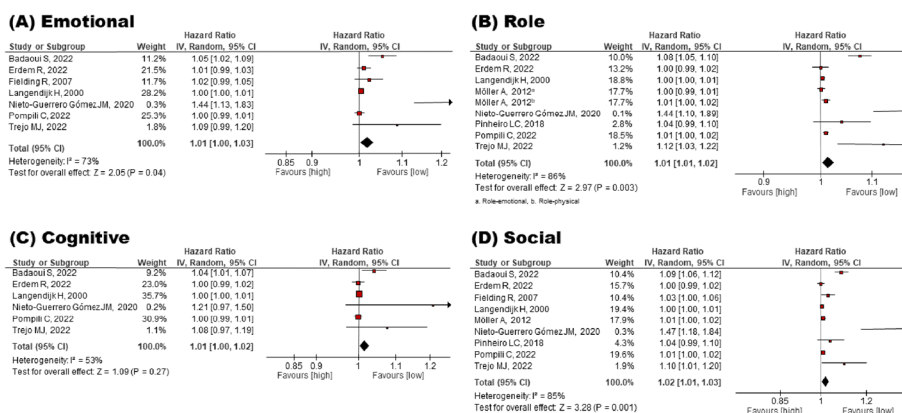 (A) Emotional
Hazard Ratio Hazard Ratio
Study or Subgroup Weight IV, Random, 95% CI IV, Random, 95% CI
Badaoui S, 2022 11.2% 1.05 [1.02, 1.09]
Erdem R, 2022 21.5% 1.01 [0.99, 1.03]
Fielding R, 2007 11.7% 1.02 [0.99, 1.05]
Langendijk H, 2000 28.2% 1.00 [1.00, 1.01]
Nieto-Guerrero Gómez JM, 2020 0.3% 1.44 [1.13, 1.83]
Pompili C, 2022 25.3% 1.00 [0.99, 1.01]
Trejo MJ, 2022 1.8% 1.09 [0.99, 1.20]
Total (95% CI) 100.0% 1.01 [1.00, 1.03]
Heterogeneity: I² = 73%
Test for overall effect: Z = 2.05 (P = 0.04)
0.85 0.9 1 1.1 1.2
Favours [high] Favours [low]
(B) Role
Hazard Ratio Hazard Ratio
Study or Subgroup Weight IV, Random, 95% CI IV, Random, 95% CI
Badaoui S, 2022 10.0% 1.08 [1.05, 1.10]
Erdem R, 2022 13.2% 1.00 [0.99, 1.02]
Langendijk H, 2000 18.8% 1.00 [1.00, 1.01]
Möller A, 2012ᵃ 17.7% 1.00 [0.99, 1.01]
Möller A, 2012ᵇ 17.7% 1.01 [1.00, 1.02]
Nieto-Guerrero Gómez JM, 2020 0.1% 1.44 [1.10, 1.89]
Pinheiro LC, 2018 2.8% 1.04 [0.99, 1.10]
Pompili C, 2022 18.5% 1.01 [1.00, 1.02]
Trejo MJ, 2022 1.2% 1.12 [1.03, 1.22]
Total (95% CI) 100.0% 1.01 [1.01, 1.02]
Heterogeneity: I² = 86%
Test for overall effect: Z = 2.97 (P = 0.003)
a. Role-emotional, b. Role-physical
0.9 1 1.1
Favours [high] Favours [low]
(C) Cognitive
Hazard Ratio Hazard Ratio
Study or Subgroup Weight IV, Random, 95% CI IV, Random, 95% CI
Badaoui S, 2022 9.2% 1.04 [1.01, 1.07]
Erdem R, 2022 23.0% 1.00 [0.99, 1.02]
Langendijk H, 2000 35.7% 1.00 [1.00, 1.01]
Nieto-Guerrero Gómez JM, 2020 0.2% 1.21 [0.97, 1.50]
Pompili C, 2022 30.9% 1.00 [0.99, 1.01]
Trejo MJ, 2022 1.1% 1.08 [0.97, 1.19]
Total (95% CI) 100.0% 1.01 [1.00, 1.02]
Heterogeneity: I² = 53%
Test for overall effect: Z = 1.09 (P = 0.27)
0.85 0.9 1 1.1 1.2
Favours [high] Favours [low]
(D) Social
Hazard Ratio Hazard Ratio
Study or Subgroup Weight IV, Random, 95% CI IV, Random, 95% CI
Badaoui S, 2022 10.4% 1.09 [1.06, 1.12]
Erdem R, 2022 15.7% 1.00 [0.99, 1.02]
Fielding R, 2007 10.4% 1.03 [1.00, 1.06]
Langendijk H, 2000 19.4% 1.00 [1.00, 1.01]
Möller A, 2012 17.9% 1.01 [1.00, 1.02]
Nieto-Guerrero Gómez JM, 2020 0.3% 1.47 [1.18, 1.84]
Pinheiro LC, 2018 4.3% 1.04 [0.99, 1.10]
Pompili C, 2022 19.6% 1.01 [1.00, 1.02]
Trejo MJ, 2022 1.9% 1.10 [1.01, 1.20]
Total (95% CI) 100.0% 1.02 [1.01, 1.03]
Heterogeneity: I² = 85%
Test for overall effect: Z = 3.28 (P = 0.001)
0.85 1 1.2
Favours [high] Favours [low]